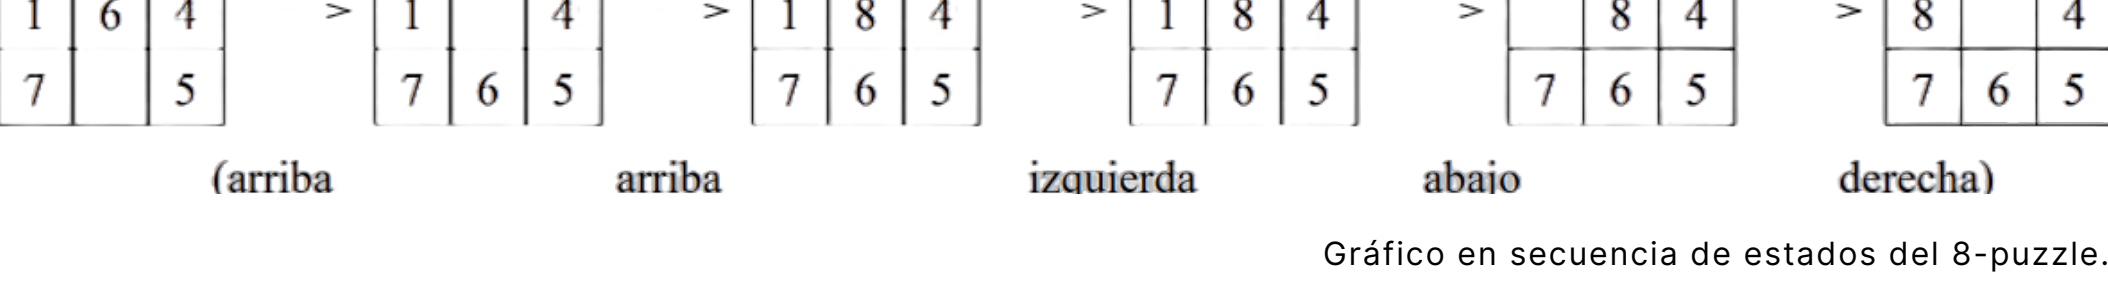 1 6 4 > 1 4 > 1 8 4 > 1 8 4 > 8 4 > 8 4
7 5 7 6 5 7 6 5 7 6 5 7 6 5 7 6 5
(arriba arriba izquierda abajo derecha)
Gráfico en secuencia de estados del 8-puzzle.